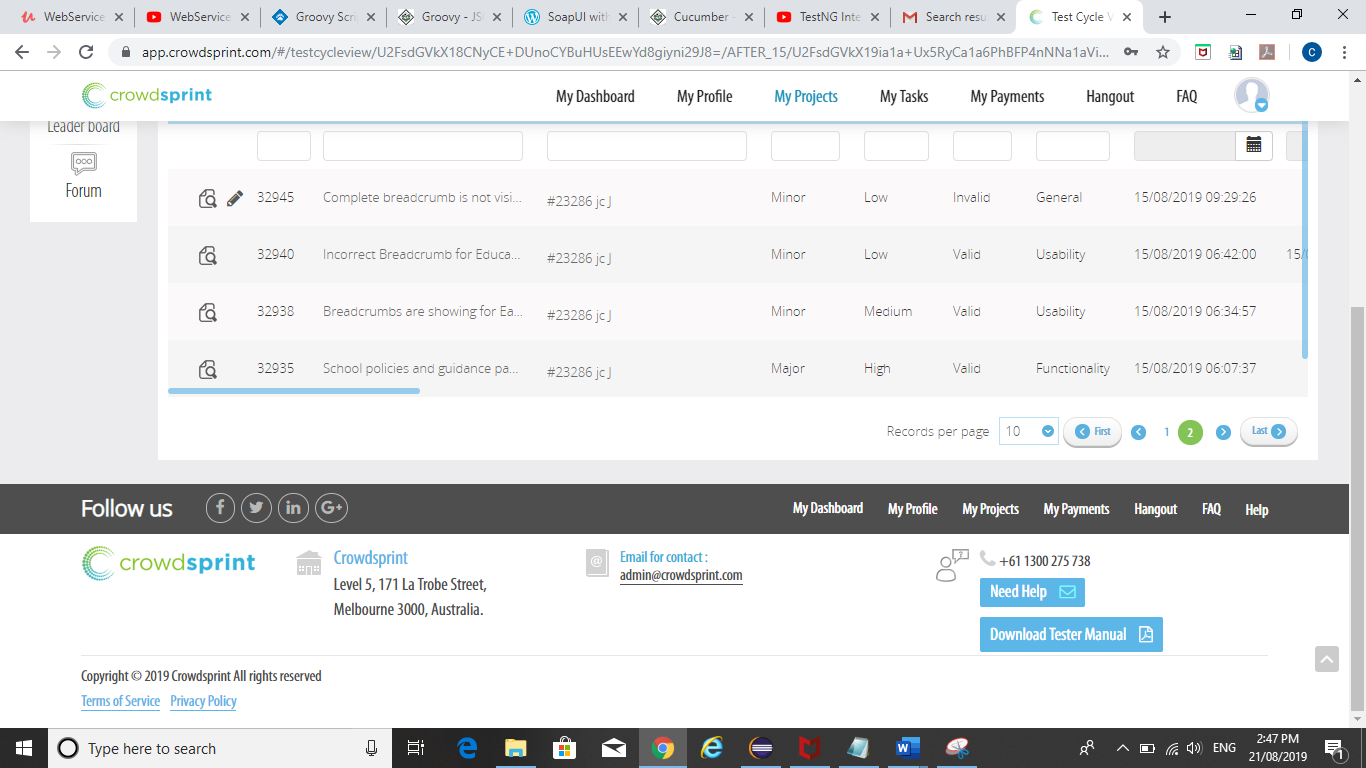 WebService
WebService
Groovy Scri
Groovy - JS
SoapUI with
Cucumber -
TestNG Inte
Search resu
Test Cycle V
app.crowdsprint.com/#/testcycleview/U2FsdGVkX18CNyCE+DUnoCYBuHUsEEwYd8giyni29J8=/AFTER_15/U2FsdGVkX19ia1a+Ux5RyCa1a6PhBFP4nNNa1aVi...
C
crowdsprint
My Dashboard My Profile My Projects My Tasks My Payments Hangout FAQ
Leader board
Forum
32945 Complete breadcrumb is not visi... #23286 jc J Minor Low Invalid General 15/08/2019 09:29:26
32940 Incorrect Breadcrumb for Educa... #23286 jc J Minor Low Valid Usability 15/08/2019 06:42:00 15/0
32938 Breadcrumbs are showing for Ea... #23286 jc J Minor Medium Valid Usability 15/08/2019 06:34:57
32935 School policies and guidance pa... #23286 jc J Major High Valid Functionality 15/08/2019 06:07:37
Records per page 10 First 1 2 Last
Follow us
My Dashboard My Profile My Projects My Payments Hangout FAQ Help
crowdsprint
Crowdsprint
Level 5, 171 La Trobe Street,
Melbourne 3000, Australia.
Email for contact :
admin@crowdsprint.com
+61 1300 275 738
Need Help
Download Tester Manual
Copyright © 2019 Crowdsprint All rights reserved
Terms of Service Privacy Policy
Type here to search
ENG
2:47 PM
21/08/2019
1